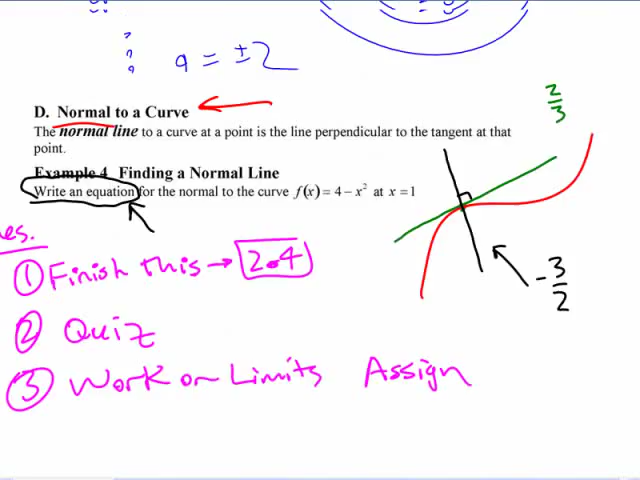 a = ±2
D. Normal to a Curve
2/3
The normal line to a curve at a point is the line perpendicular to the tangent at that
point.
Example 4 Finding a Normal Line
Write an equation for the normal to the curve f(x) = 4 − x² at x = 1
es.
① Finish this → 2.4
-3/2
② Quiz
③ Work on Limits Assign